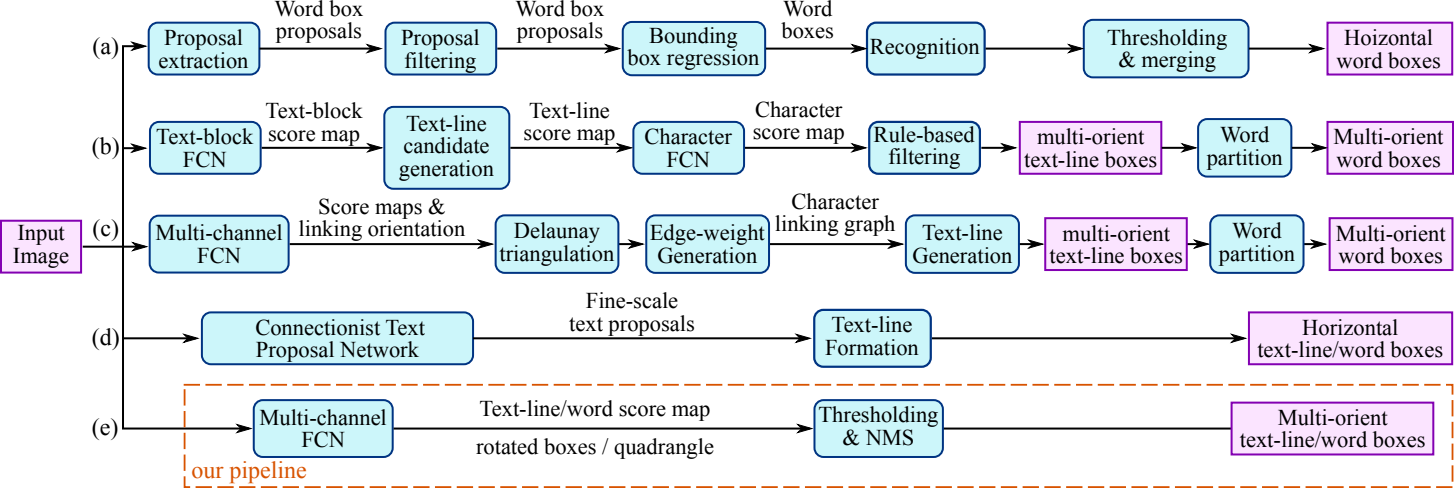 Input
Image
(a)
Proposal
extraction
Word box
proposals
Proposal
filtering
Word box
proposals
Bounding
box regression
Word
boxes
Recognition
Thresholding
& merging
Hoizontal
word boxes
(b)
Text-block
FCN
Text-block
score map
Text-line
candidate
generation
Text-line
score map
Character
FCN
Character
score map
Rule-based
filtering
multi-orient
text-line boxes
Word
partition
Multi-orient
word boxes
(c)
Multi-channel
FCN
Score maps &
linking orientation
Delaunay
triangulation
Edge-weight
Generation
Character
linking graph
Text-line
Generation
multi-orient
text-line boxes
Word
partition
Multi-orient
word boxes
(d)
Connectionist Text
Proposal Network
Fine-scale
text proposals
Text-line
Formation
Horizontal
text-line/word boxes
(e)
Multi-channel
FCN
Text-line/word score map
rotated boxes / quadrangle
Thresholding
& NMS
Multi-orient
text-line/word boxes
our pipeline